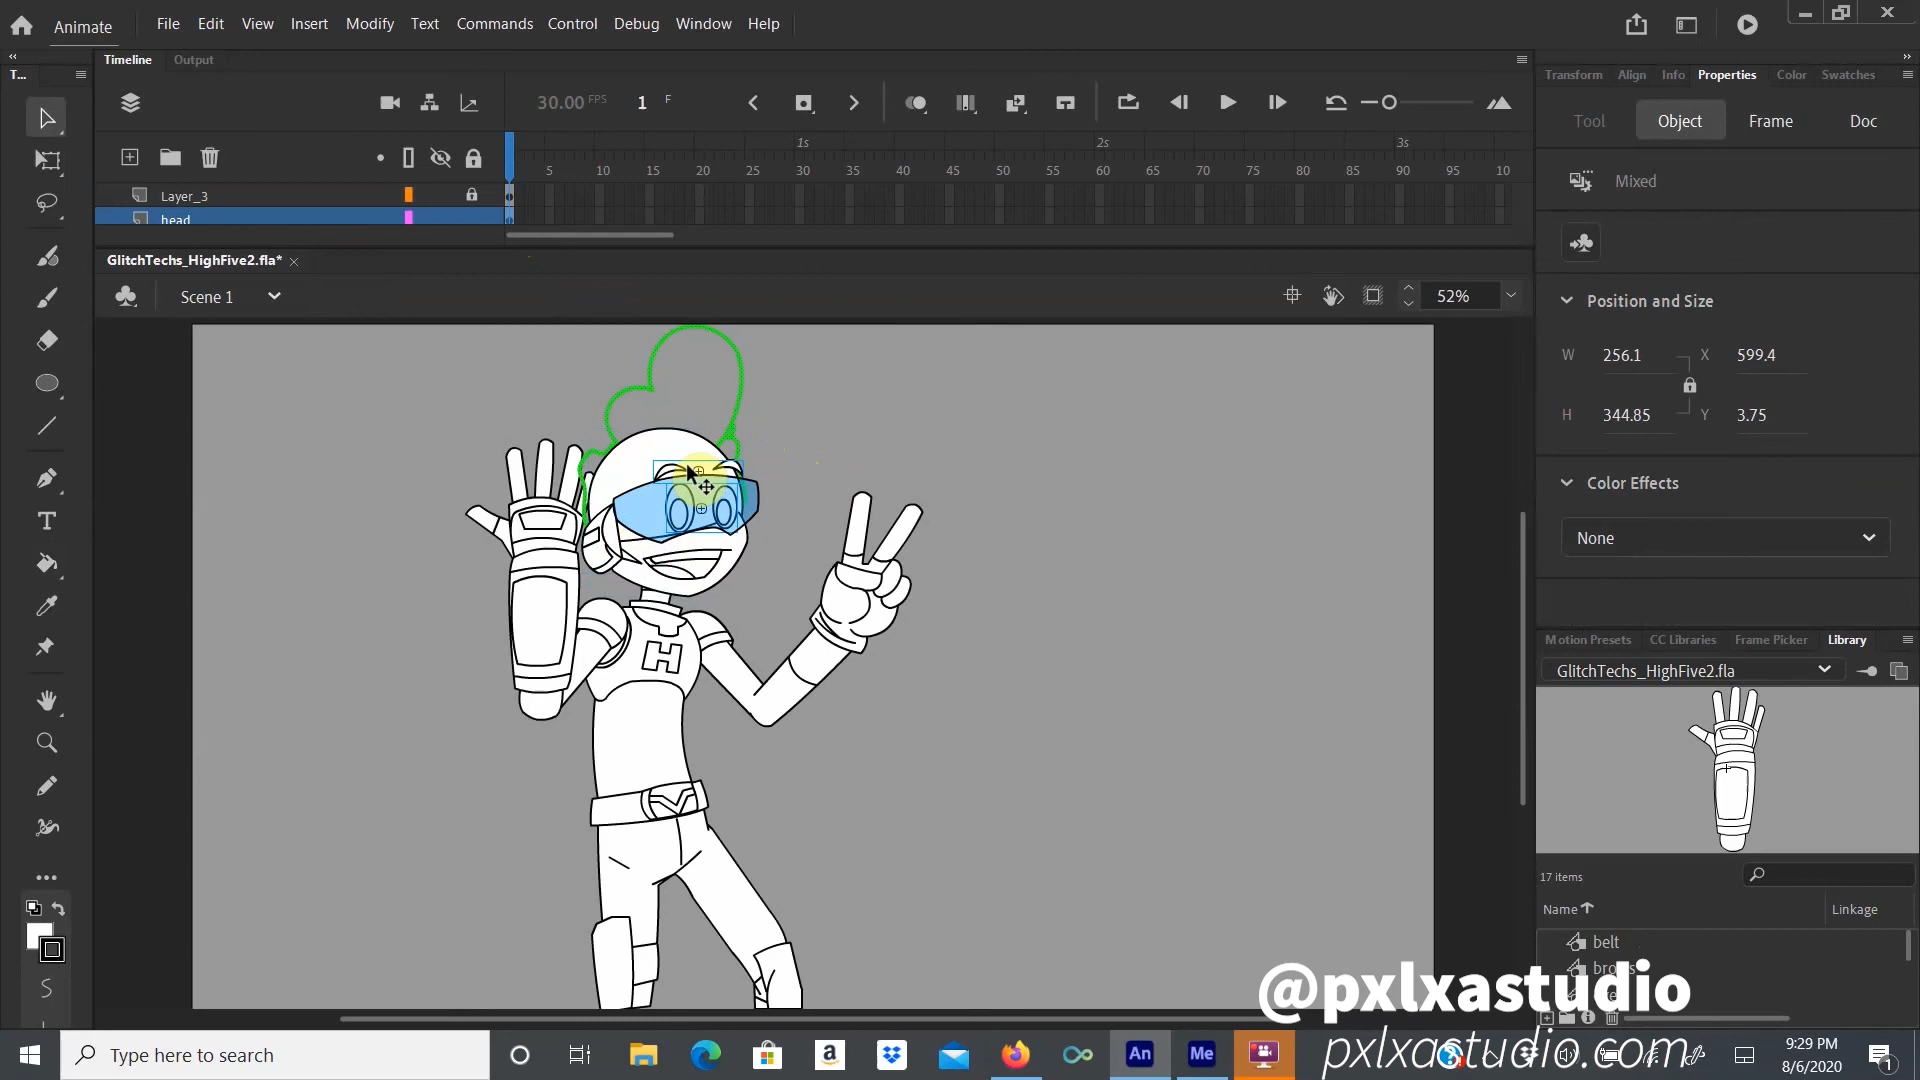 Animate File Edit View Insert Modify Text Commands Control Debug Window Help
Timeline Output
T...
Transform Align Info Properties Color Swatches
30.00 FPS 1 F
Tool Object Frame Doc
1s 2s 3s
5 10 15 20 25 30 35 40 45 50 55 60 65 70 75 80 85 90 95 10
Layer_3
head
Mixed
GlitchTechs_HighFive2.fla*
Scene 1
52%
Position and Size
W 256.1 X 599.4
H 344.85 Y 3.75
Color Effects
None
H
Motion Presets CC Libraries Frame Picker Library
GlitchTechs_HighFive2.fla
17 items
Name Linkage
belt
@pxlxastudio
pxlxastudio.com
Type here to search
a
An
Me
9:29 PM
8/6/2020
1